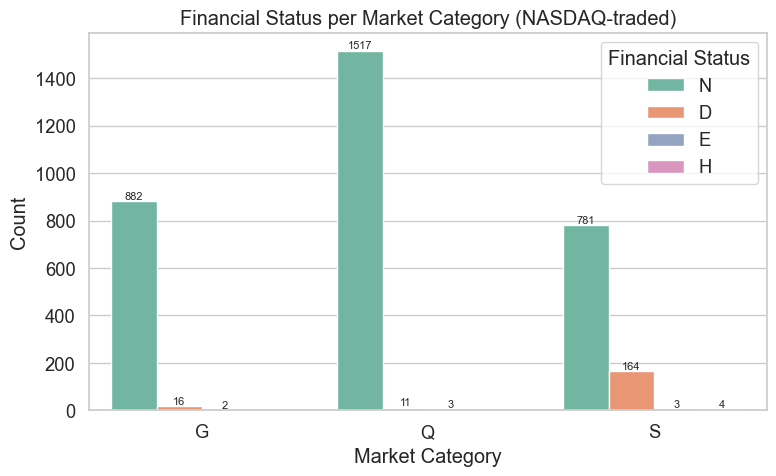 Financial Status per Market Category (NASDAQ-traded)
Financial Status
N
D
E
H
Count
1400
1200
1000
800
600
400
200
0
882
16
2
1517
11
3
781
164
3
4
G
Q
S
Market Category